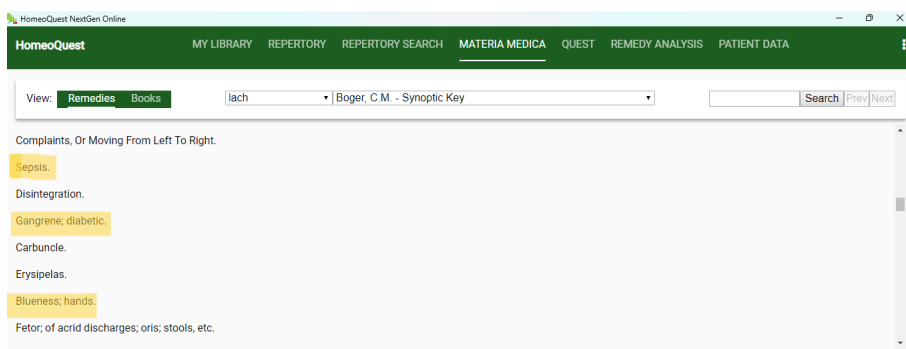 HomeoQuest NextGen Online
HomeoQuest MY LIBRARY REPERTORY REPERTORY SEARCH MATERIA MEDICA QUEST REMEDY ANALYSIS PATIENT DATA
View: Remedies Books lach Boger, C.M. - Synoptic Key Search Prev Next
Complaints, Or Moving From Left To Right.
Sepsis.
Disintegration.
Gangrene; diabetic.
Carbuncle.
Erysipelas.
Blueness; hands.
Fetor; of acrid discharges; oris; stools, etc.